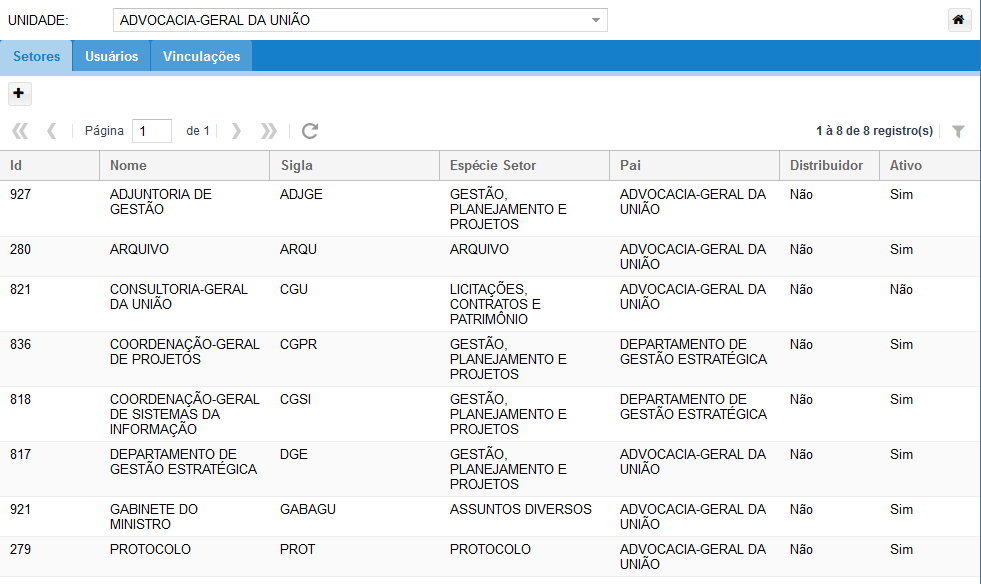 UNIDADE: ADVOCACIA-GERAL DA UNIÃO
Setores Usuários Vinculações
Página 1 de 1 1 à 8 de 8 registro(s)
Id Nome Sigla Espécie Setor Pai Distribuidor Ativo
927 ADJUNTORIA DE ADJGE GESTÃO, ADVOCACIA-GERAL DA Não Sim
GESTÃO PLANEJAMENTO E UNIÃO
PROJETOS
280 ARQUIVO ARQU ARQUIVO ADVOCACIA-GERAL DA Não Sim
UNIÃO
821 CONSULTORIA-GERAL CGU LICITAÇÕES, ADVOCACIA-GERAL DA Não Não
DA UNIÃO CONTRATOS E UNIÃO
PATRIMÔNIO
836 COORDENAÇÃO-GERAL CGPR GESTÃO, DEPARTAMENTO DE Não Sim
DE PROJETOS PLANEJAMENTO E GESTÃO ESTRATÉGICA
PROJETOS
818 COORDENAÇÃO-GERAL CGSI GESTÃO, DEPARTAMENTO DE Não Sim
DE SISTEMAS DA PLANEJAMENTO E GESTÃO ESTRATÉGICA
INFORMAÇÃO PROJETOS
817 DEPARTAMENTO DE DGE GESTÃO, ADVOCACIA-GERAL DA Não Sim
GESTÃO ESTRATÉGICA PLANEJAMENTO E UNIÃO
PROJETOS
921 GABINETE DO GABAGU ASSUNTOS DIVERSOS ADVOCACIA-GERAL DA Não Sim
MINISTRO UNIÃO
279 PROTOCOLO PROT PROTOCOLO ADVOCACIA-GERAL DA Não Sim
UNIÃO